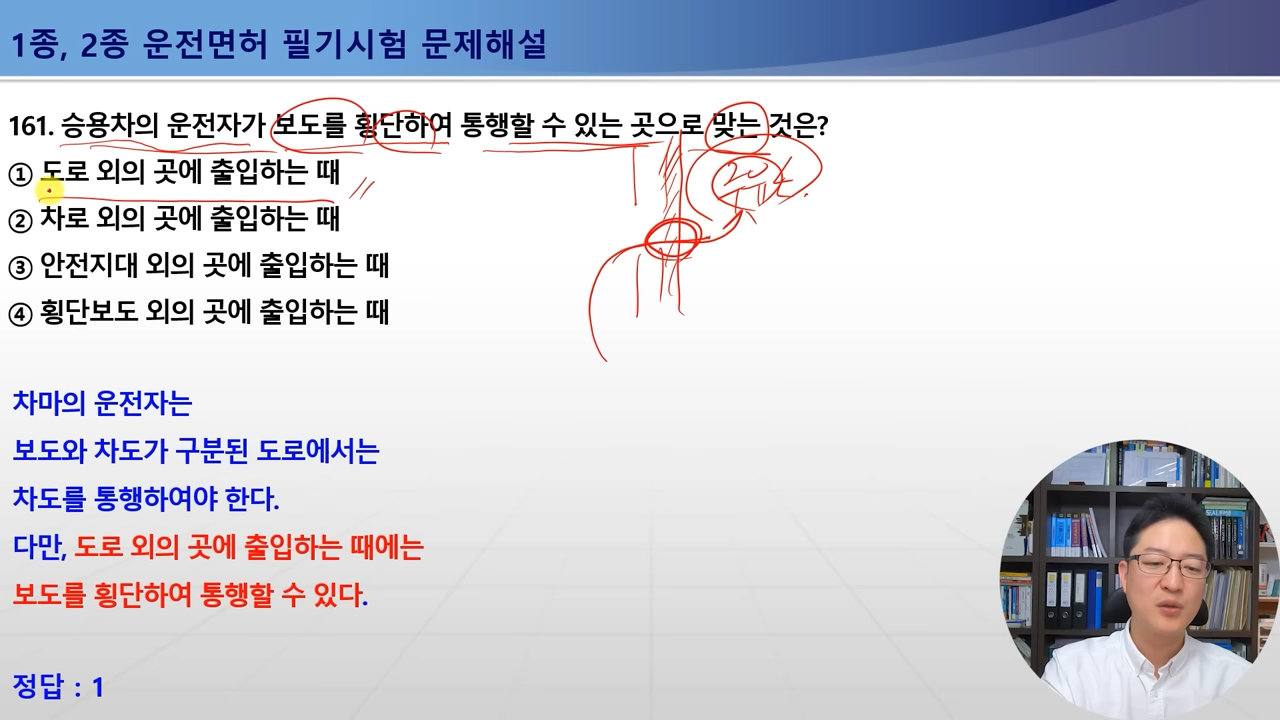 1종, 2종 운전면허 필기시험 문제해설
161. 승용차의 운전자가 보도를 횡단하여 통행할 수 있는 곳으로 맞는 것은?
① 도로 외의 곳에 출입하는 때
② 차로 외의 곳에 출입하는 때
③ 안전지대 외의 곳에 출입하는 때
④ 횡단보도 외의 곳에 출입하는 때
차마의 운전자는
보도와 차도가 구분된 도로에서는
차도를 통행하여야 한다.
다만, 도로 외의 곳에 출입하는 때에는
보도를 횡단하여 통행할 수 있다.
정답 : 1